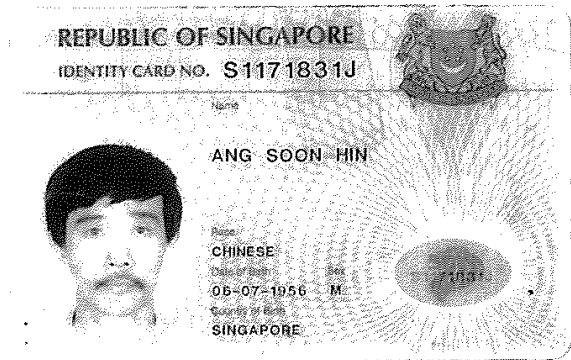 REPUBLIC OF SINGAPORE
IDENTITY CARD NO. S1171831J
Name
ANG SOON HIN
Race
CHINESE
Date of Birth Sex
06-07-1956 M
Country of Birth
SINGAPORE